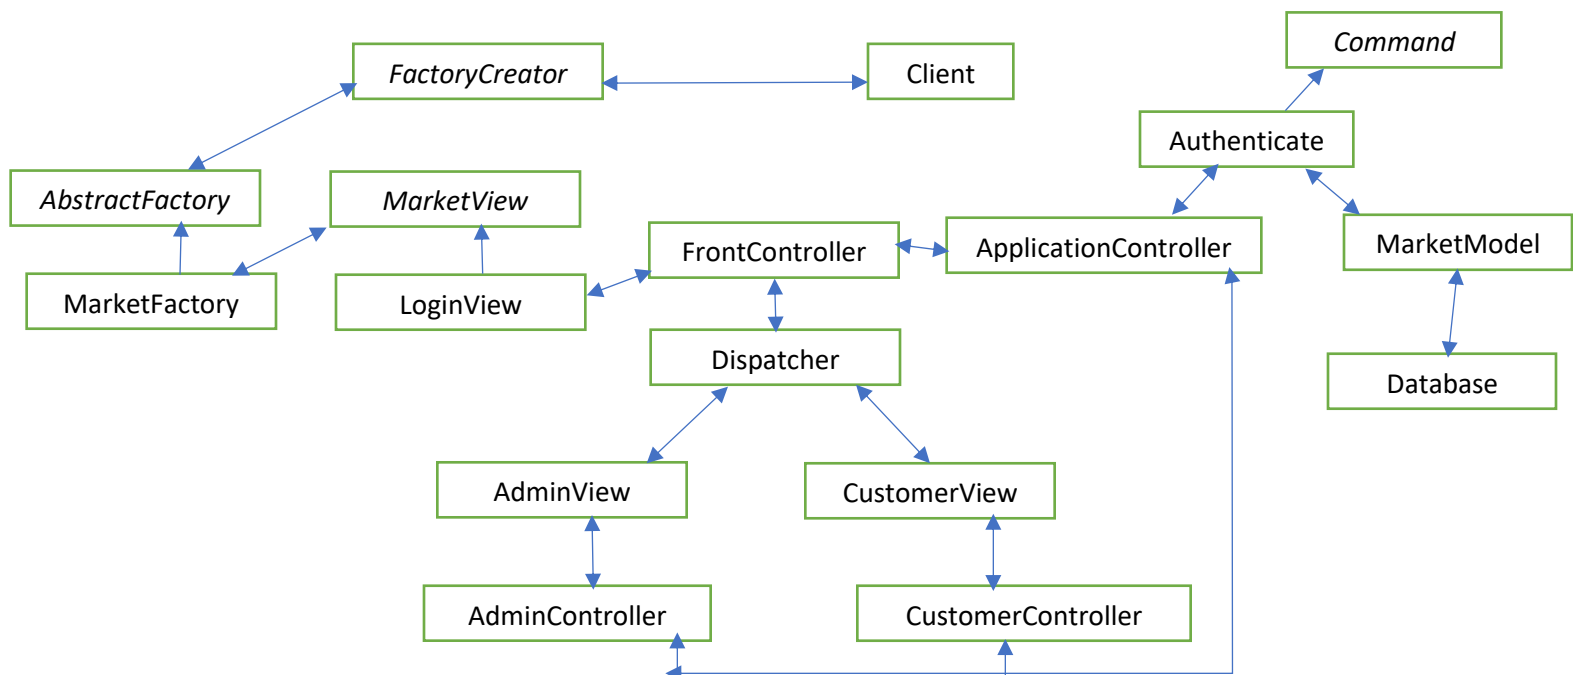 Command
FactoryCreator
Client
Authenticate
AbstractFactory
MarketView
FrontController
ApplicationController
MarketModel
MarketFactory
LoginView
Dispatcher
Database
AdminView
CustomerView
AdminController
CustomerController